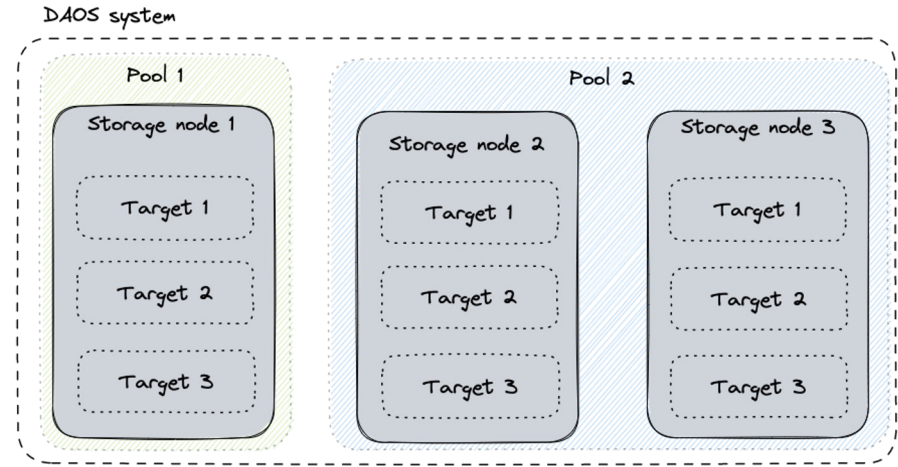 DAOS system
Pool 1
Storage node 1
Target 1
Target 2
Target 3
Pool 2
Storage node 2
Target 1
Target 2
Target 3
Storage node 3
Target 1
Target 2
Target 3